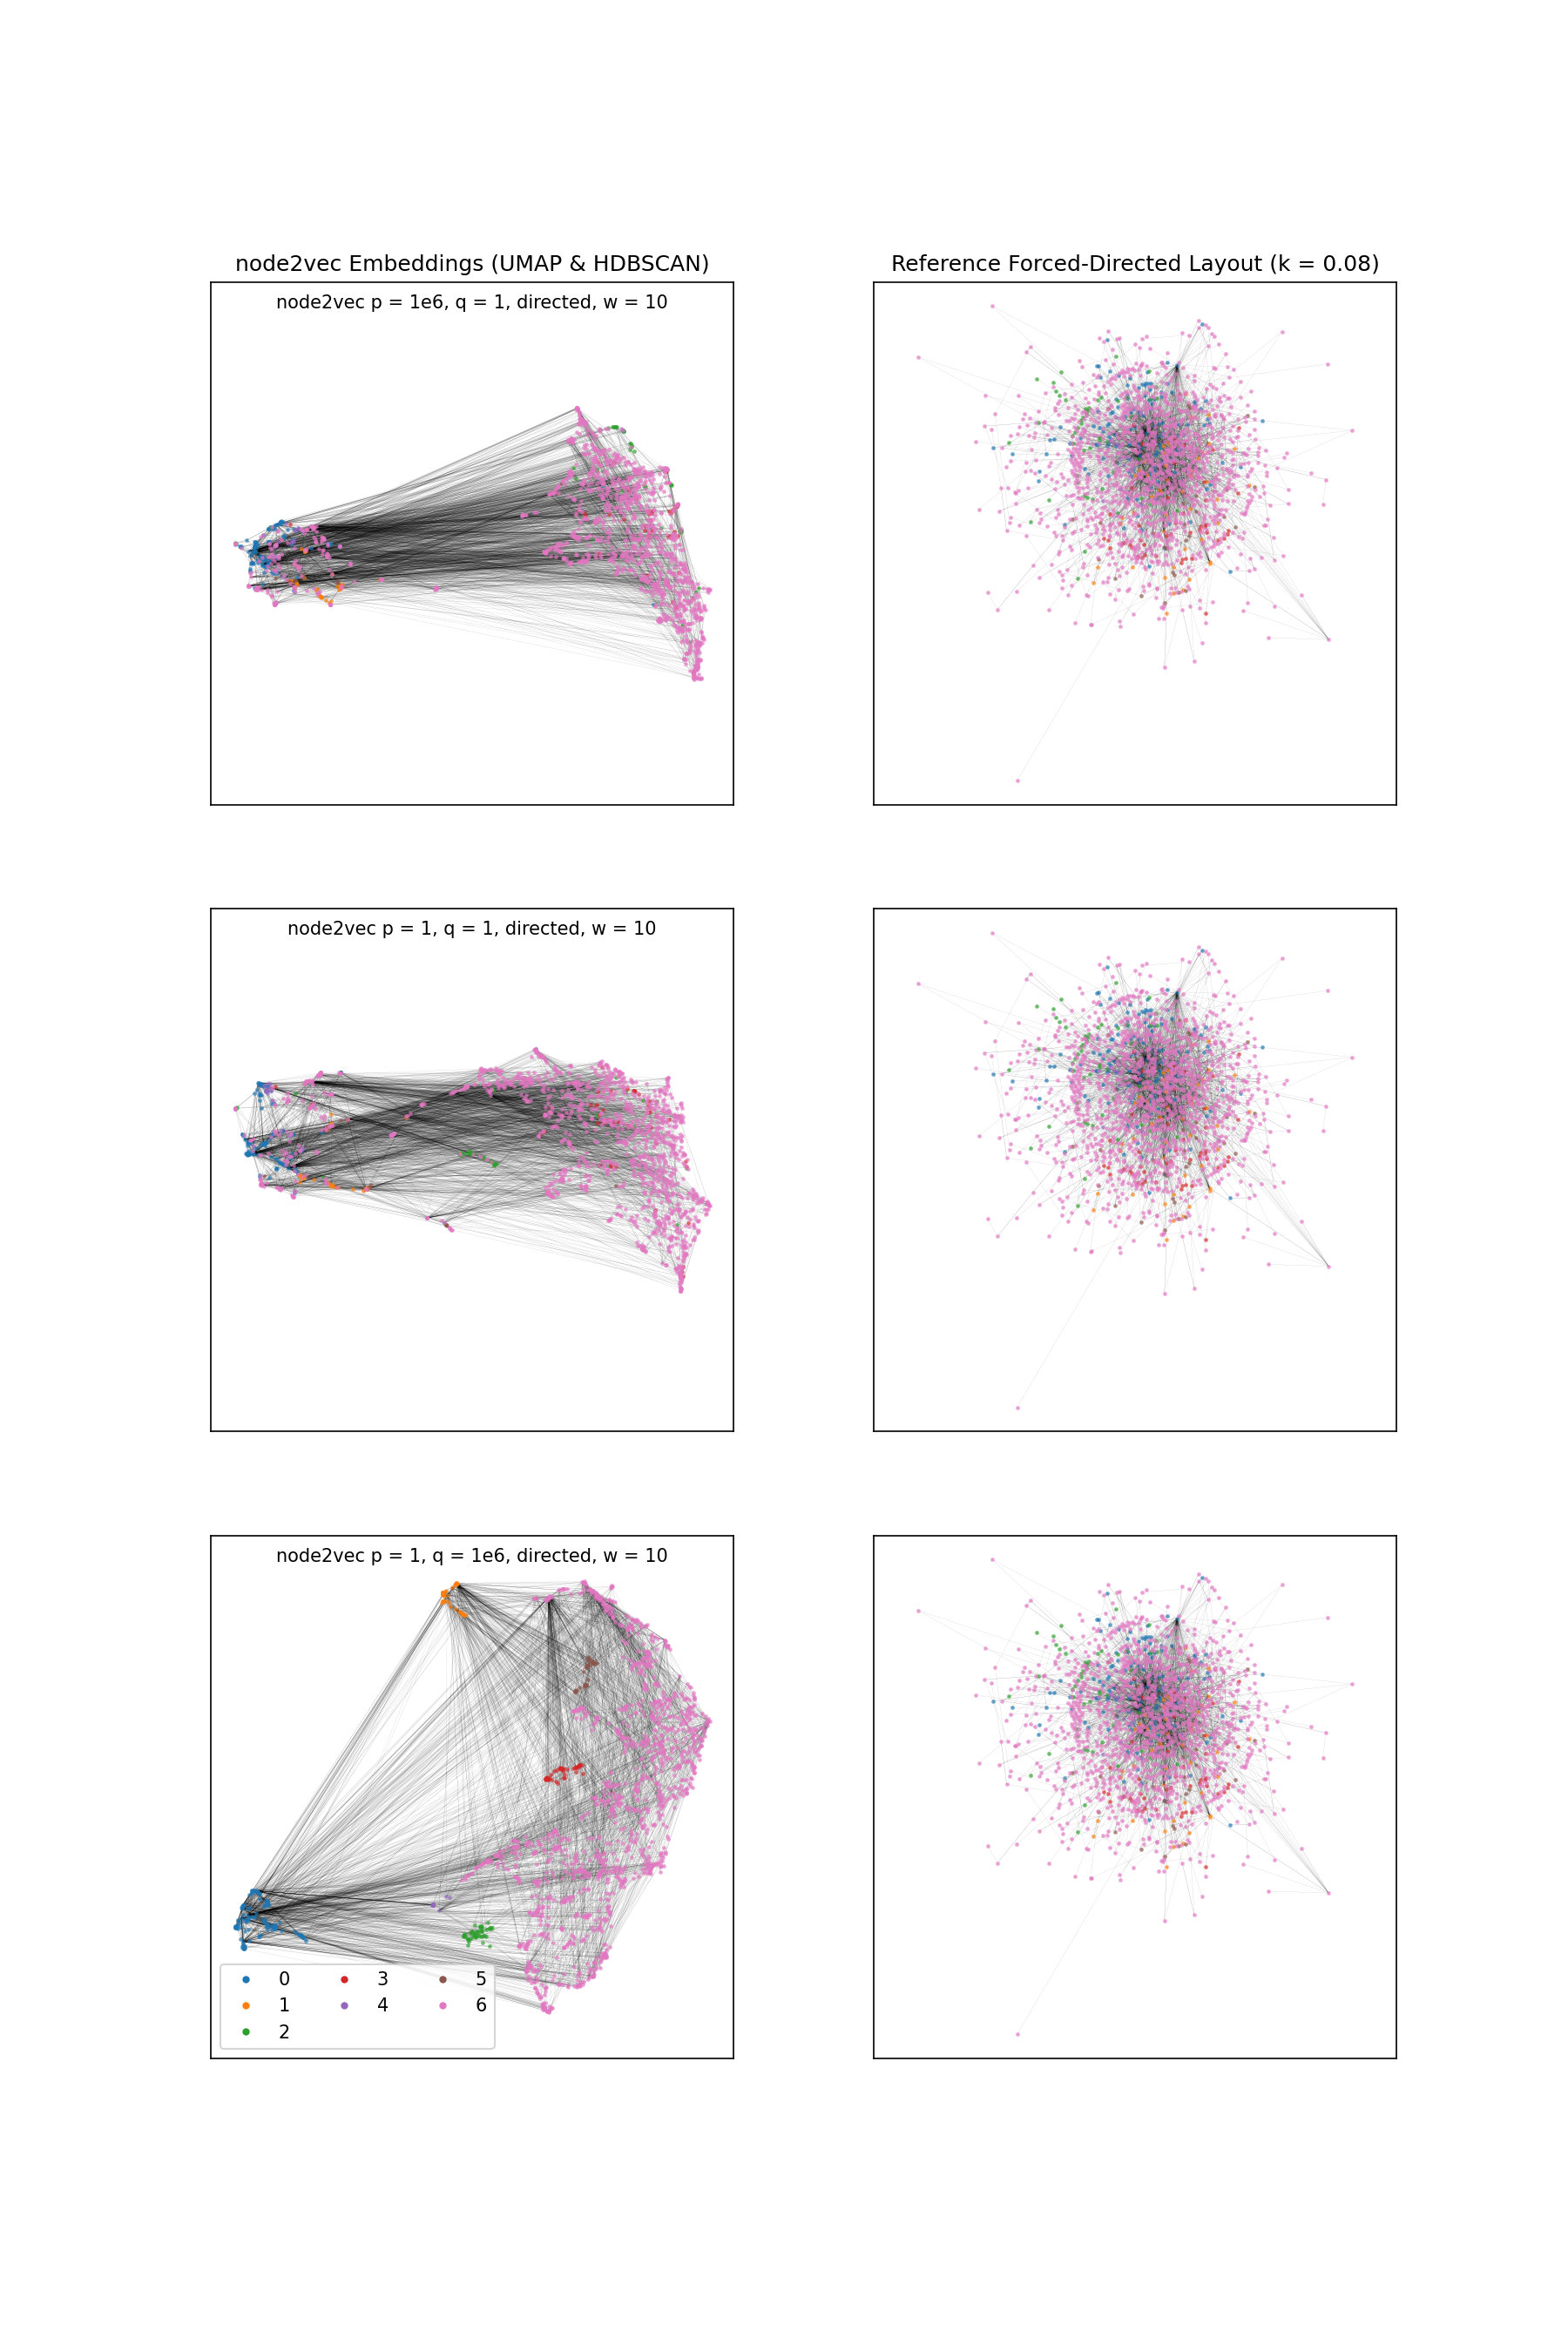 node2vec Embeddings (UMAP & HDBSCAN)
Reference Forced-Directed Layout (k = 0.08)
node2vec p = 1e6, q = 1, directed, w = 10
node2vec p = 1, q = 1, directed, w = 10
node2vec p = 1, q = 1e6, directed, w = 10
0 3 5
1 4 6
2